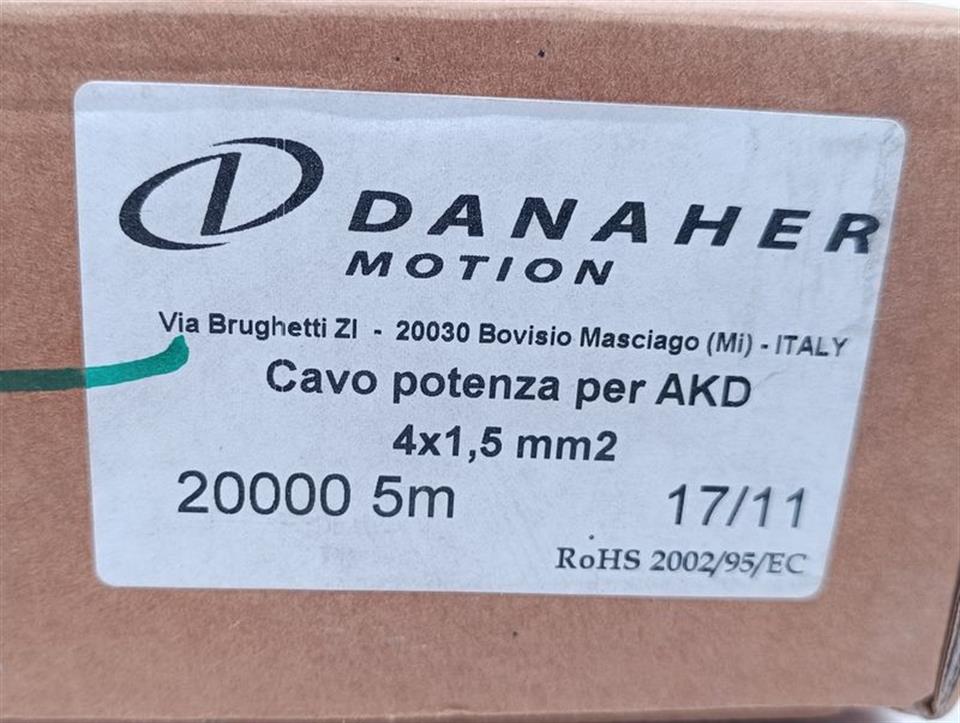 DANAHER
MOTION
Via Brughetti ZI - 20030 Bovisio Masciago (Mi) - ITALY
Cavo potenza per AKD
4x1,5 mm2
20000 5m 17/11
RoHS 2002/95/EC